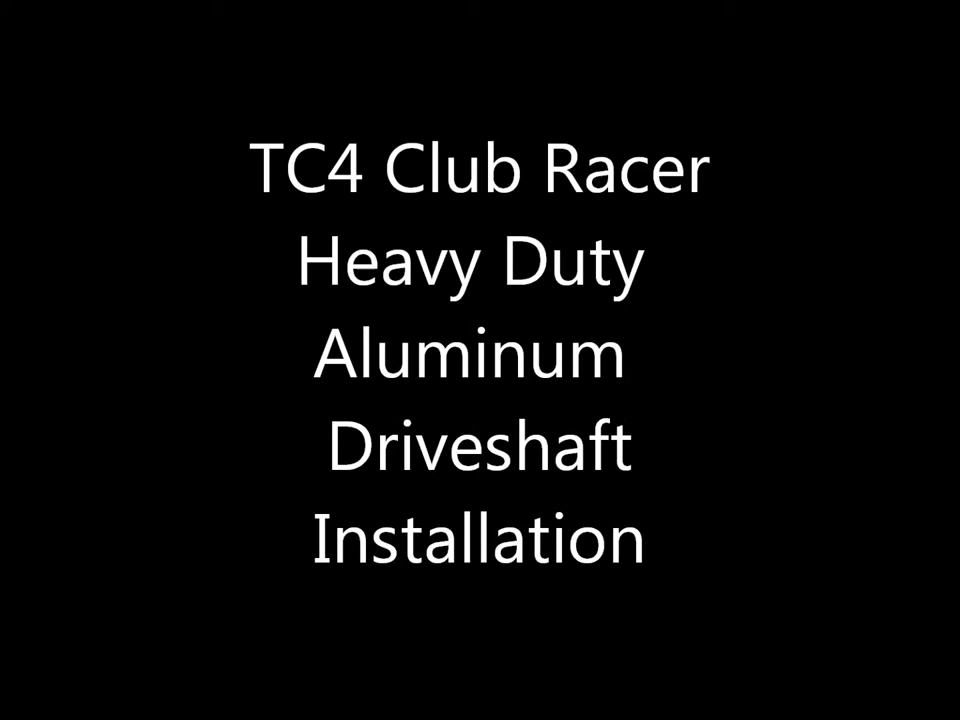 TC4 Club Racer
Heavy Duty
Aluminum
Driveshaft
Installation